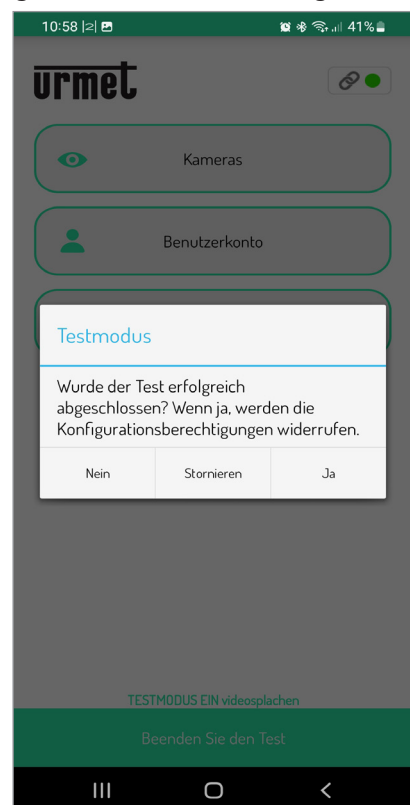 10:58
41%
urmet
Kameras
Benutzerkonto
Testmodus
Wurde der Test erfolgreich
abgeschlossen? Wenn ja, werden die
Konfigurationsberechtigungen widerrufen.
Nein Stornieren Ja
TESTMODUS EIN videosplachen
Beenden Sie den Test